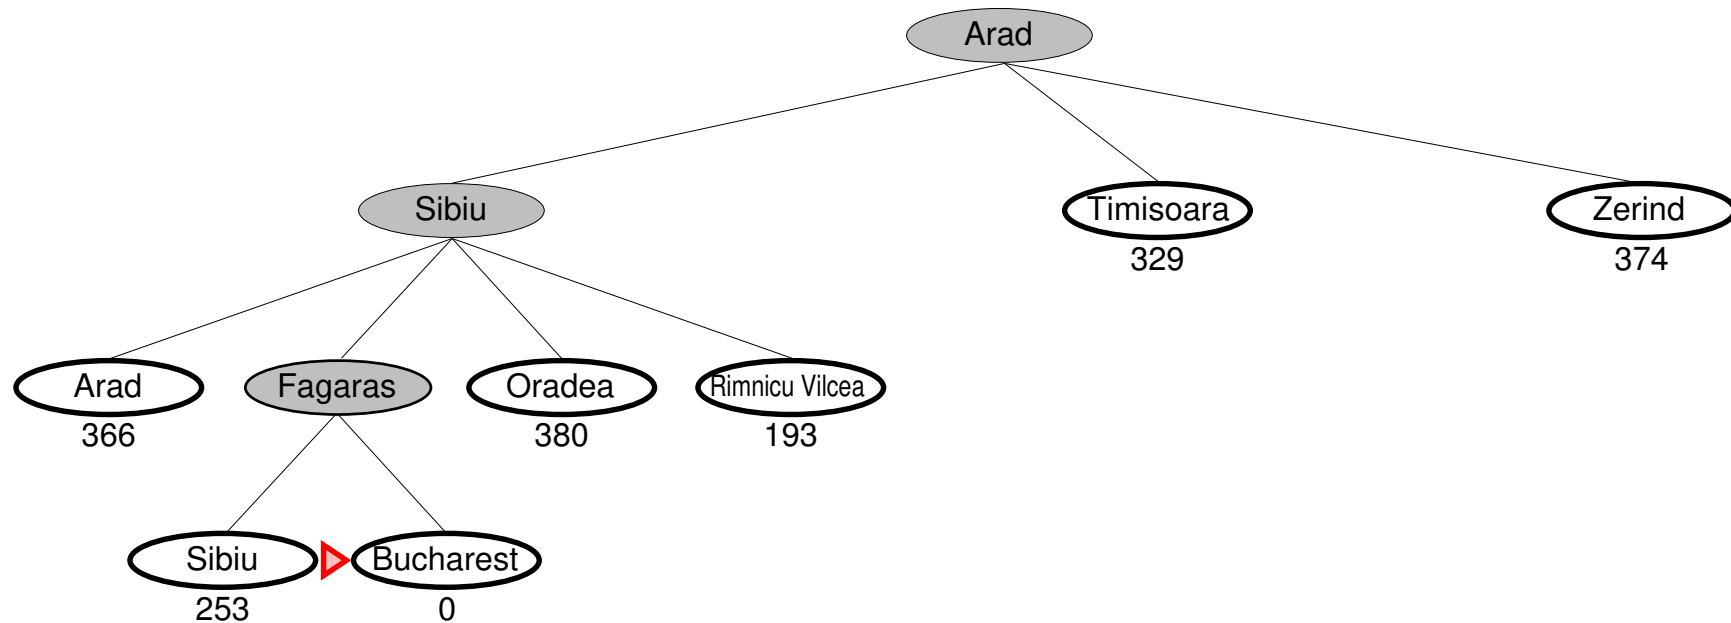 Arad
Sibiu Timisoara Zerind
329 374
Arad Fagaras Oradea Rimnicu Vilcea
366 380 193
Sibiu Bucharest
253 0